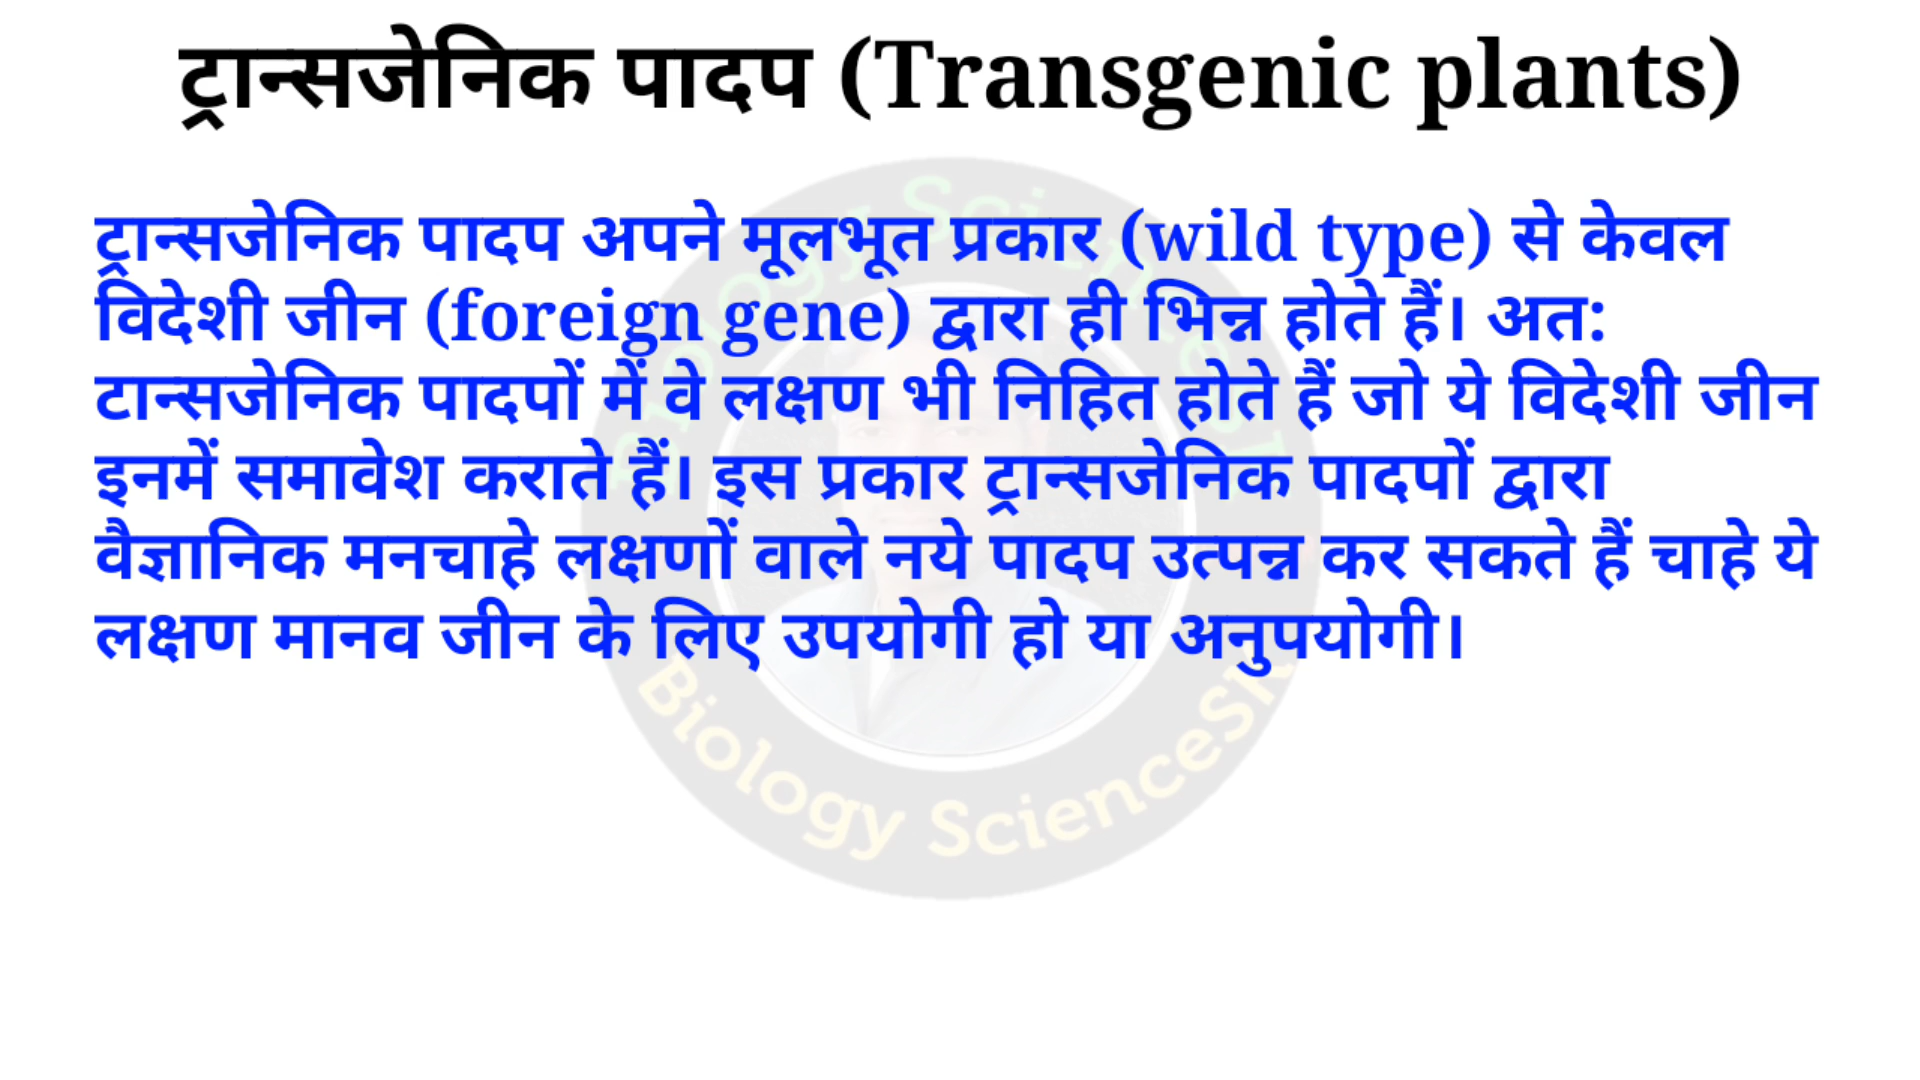 ट्रान्सजेनिक पादप (Transgenic plants)
ट्रान्सजेनिक पादप अपने मूलभूत प्रकार (wild type) से केवल
विदेशी जीन (foreign gene) द्वारा ही भिन्न होते हैं। अत:
टान्सजेनिक पादपों में वे लक्षण भी निहित होते हैं जो ये विदेशी जीन
इनमें समावेश कराते हैं। इस प्रकार ट्रान्सजेनिक पादपों द्वारा
वैज्ञानिक मनचाहे लक्षणों वाले नये पादप उत्पन्न कर सकते हैं चाहे ये
लक्षण मानव जीन के लिए उपयोगी हो या अनुपयोगी।
Biology ScienceSK